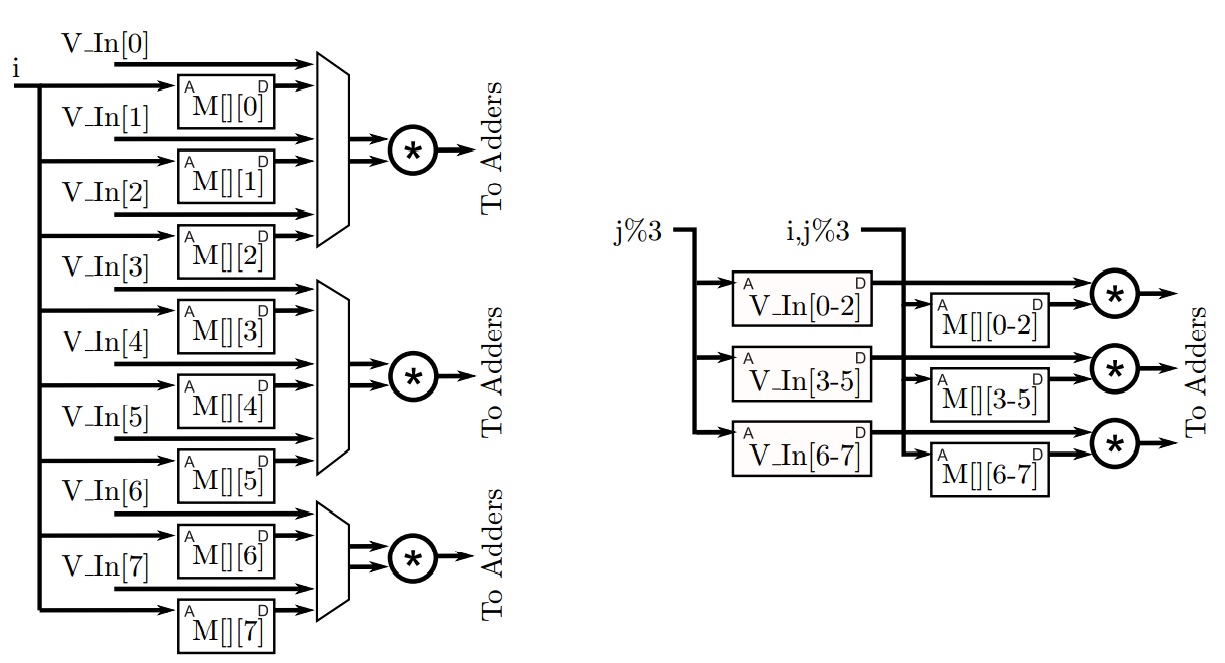 V_In[0]
i
A D
M[][0]
V_In[1]
A D
M[][1]
V_In[2]
A D
M[][2]
*
To Adders
V_In[3]
A D
M[][3]
V_In[4]
A D
M[][4]
V_In[5]
A D
M[][5]
*
To Adders
V_In[6]
A D
M[][6]
V_In[7]
A D
M[][7]
*
To Adders
j%3
i,j%3
A D
V_In[0-2]
A D
M[][0-2]
*
A D
V_In[3-5]
A D
M[][3-5]
*
A D
V_In[6-7]
A D
M[][6-7]
*
To Adders